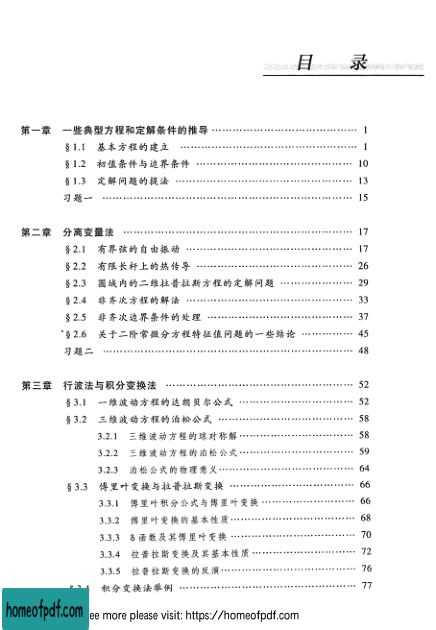 目 录
第一章 一些典型方程和定解条件的推导 …… 1
§1.1 基本方程的建立 …… 1
§1.2 初值条件与边界条件 …… 10
§1.3 定解问题的提法 …… 13
习题一 …… 15
第二章 分离变量法 …… 17
§2.1 有界弦的自由振动 …… 17
§2.2 有限长杆上的热传导 …… 26
§2.3 圆域内的二维拉普拉斯方程的定解问题 …… 29
§2.4 非齐次方程的解法 …… 33
§2.5 非齐次边界条件的处理 …… 37
*§2.6 关于二阶常微分方程特征值问题的一些结论 …… 45
习题二 …… 48
第三章 行波法与积分变换法 …… 52
§3.1 一维波动方程的达朗贝尔公式 …… 52
§3.2 三维波动方程的泊松公式 …… 58
3.2.1 三维波动方程的球对称解 …… 58
3.2.2 三维波动方程的泊松公式 …… 59
3.2.3 泊松公式的物理意义 …… 64
§3.3 傅里叶变换与拉普拉斯变换 …… 66
3.3.1 傅里叶积分公式与傅里叶变换 …… 66
3.3.2 傅里叶变换的基本性质 …… 68
3.3.3 δ函数及其傅里叶变换 …… 70
3.3.4 拉普拉斯变换及其基本性质 …… 72
3.3.5 拉普拉斯变换的反演 …… 76
积分变换法举例 …… 77
homeofpdf.com
ee more please visit: https://homeofpdf.com